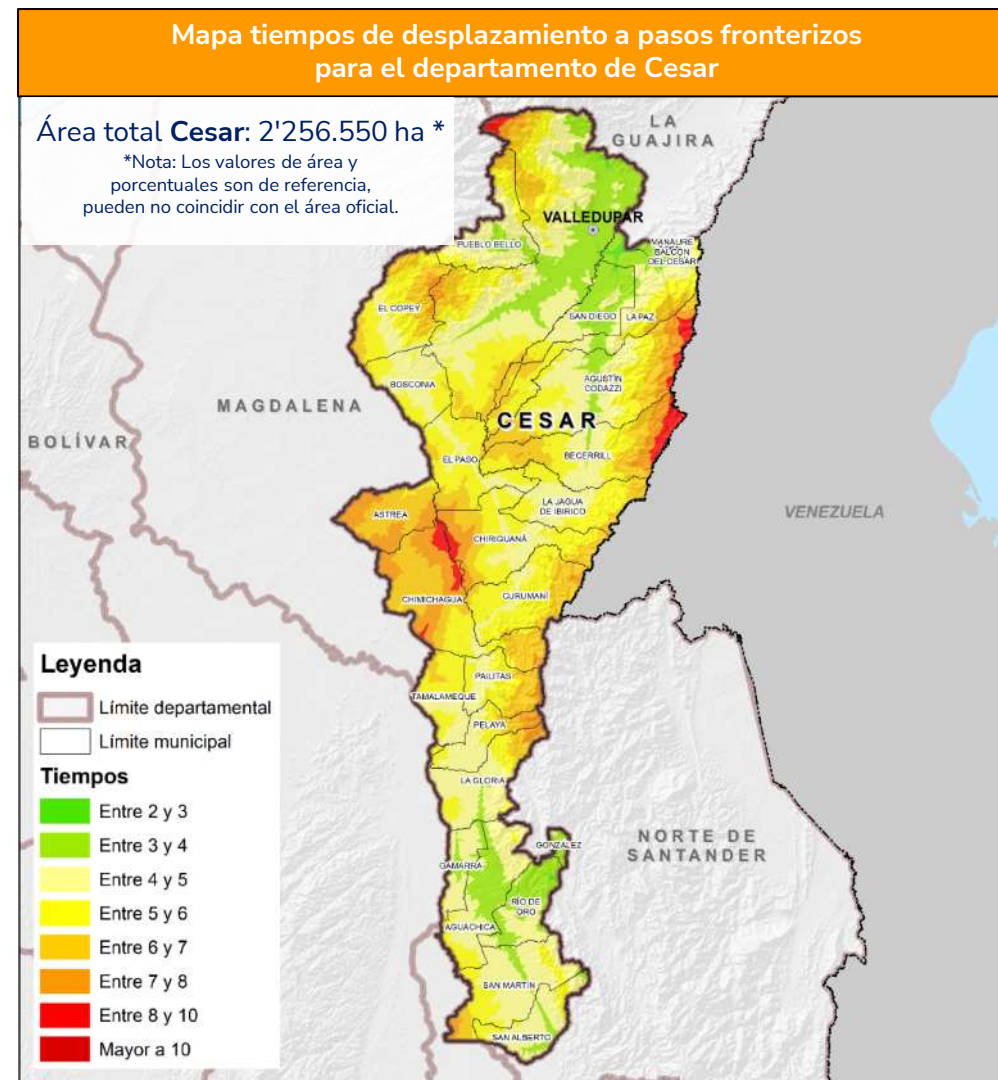 Mapa tiempos de desplazamiento a pasos fronterizos
para el departamento de Cesar
Área total Cesar: 2'256.550 ha *
*Nota: Los valores de área y
porcentuales son de referencia,
pueden no coincidir con el área oficial.
LA
GUAJIRA
VALLEDUPAR
PUEBLO BELLO
MANAURE
BALCON
DEL CESAR
EL COPEY
SAN DIEGO
LA PAZ
BOSCONIA
AGUSTÍN
CODAZZI
MAGDALENA
CESAR
BOLÍVAR
EL PASO
BECERRILL
ASTREA
LA JAGUA
DE IBIRICO
VENEZUELA
CHIRIGUANÁ
CHIMICHAGUA
CURUMANÍ
PAILITAS
TAMALAMEQUE
PELAYA
LA GLORIA
NORTE DE
SANTANDER
GONZÁLEZ
GAMARRA
RÍO DE
ORO
AGUACHICA
SAN MARTÍN
SAN ALBERTO
Leyenda
Límite departamental
Límite municipal
Tiempos
Entre 2 y 3
Entre 3 y 4
Entre 4 y 5
Entre 5 y 6
Entre 6 y 7
Entre 7 y 8
Entre 8 y 10
Mayor a 10